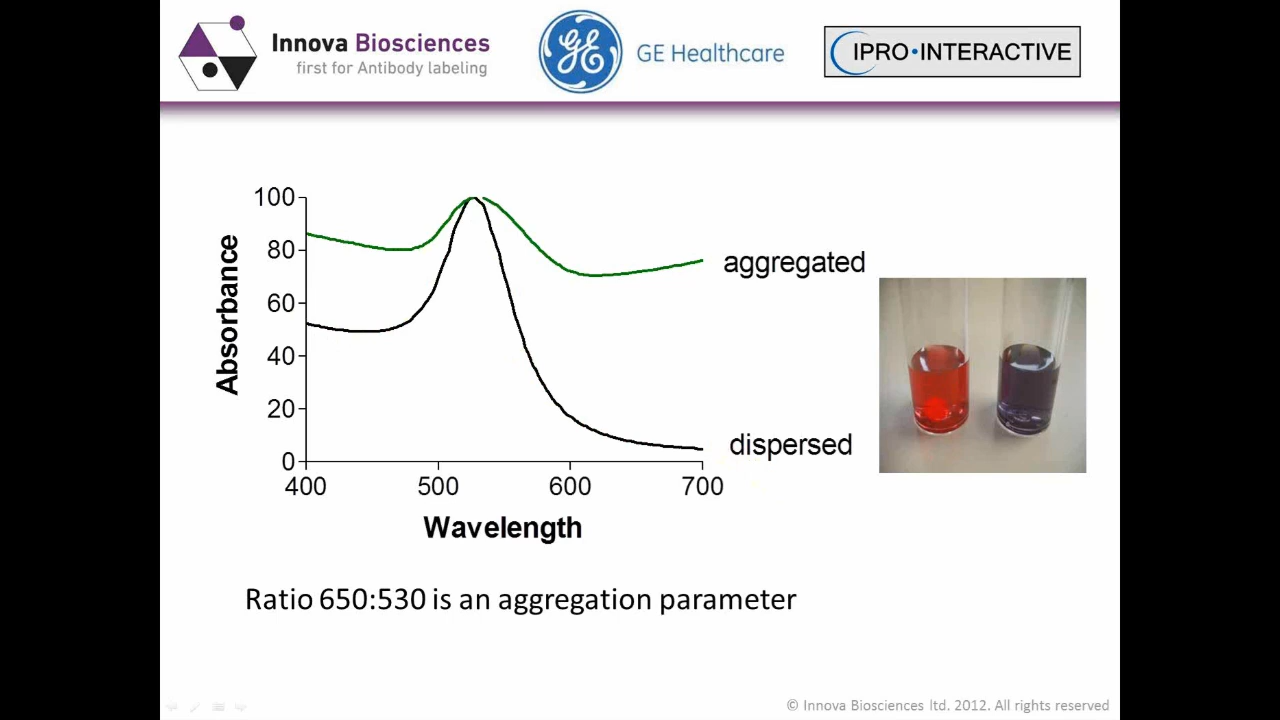 Innova Biosciences
first for Antibody labeling
GE
GE Healthcare
IPRO•INTERACTIVE
100
80
60
40
20
0
Absorbance
400 500 600 700
Wavelength
aggregated
dispersed
Ratio 650:530 is an aggregation parameter
© Innova Biosciences ltd. 2012. All rights reserved